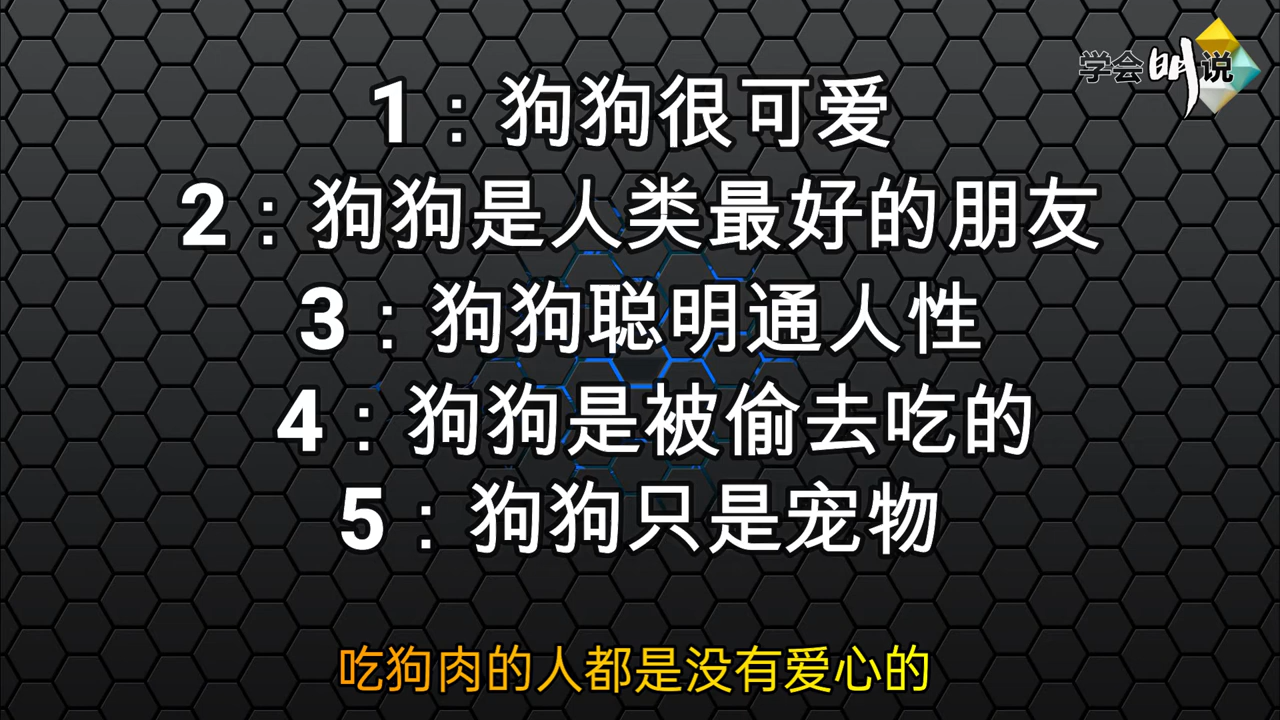 学会明说
1：狗狗很可爱
2：狗狗是人类最好的朋友
3：狗狗聪明通人性
4：狗狗是被偷去吃的
5：狗狗只是宠物
吃狗肉的人都是没有爱心的